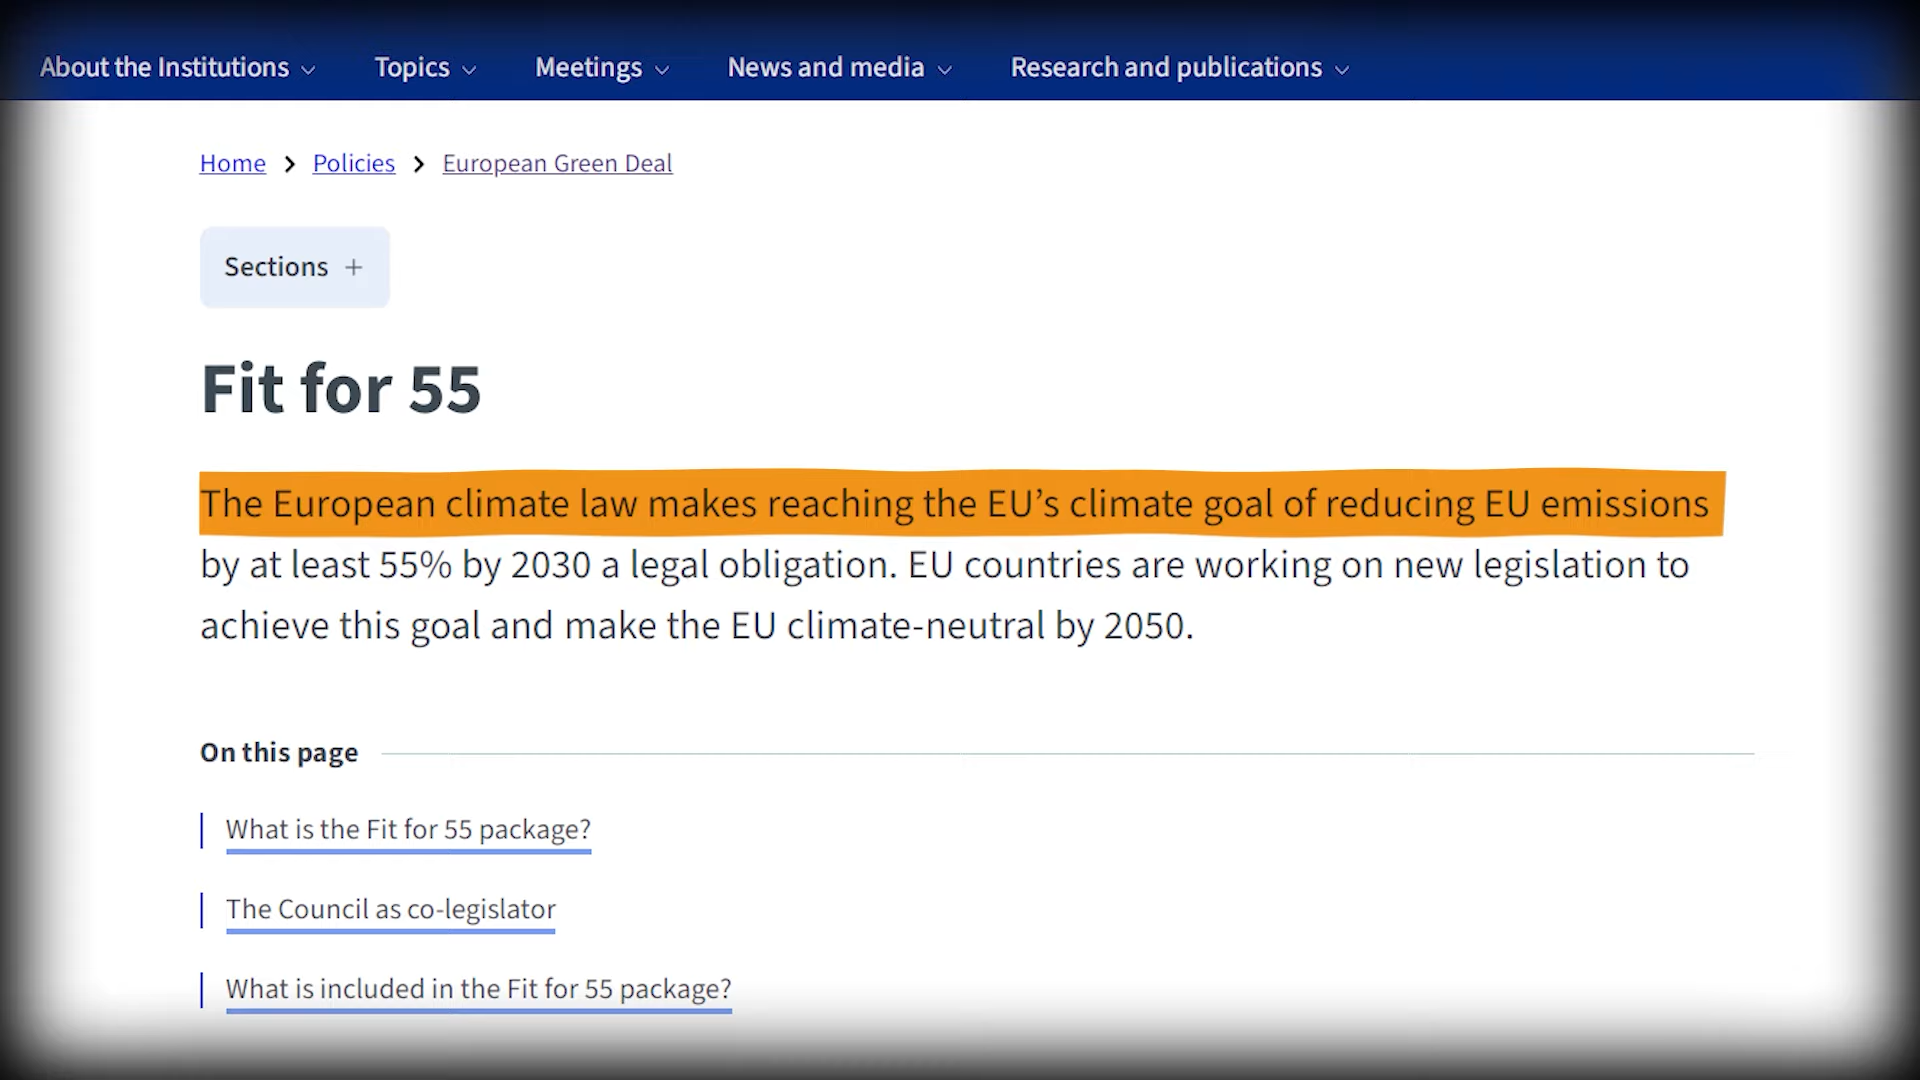 About the Institutions Topics Meetings News and media Research and publications
Home > Policies > European Green Deal
Sections +
Fit for 55
The European climate law makes reaching the EU’s climate goal of reducing EU emissions
by at least 55% by 2030 a legal obligation. EU countries are working on new legislation to
achieve this goal and make the EU climate-neutral by 2050.
On this page
What is the Fit for 55 package?
The Council as co-legislator
What is included in the Fit for 55 package?